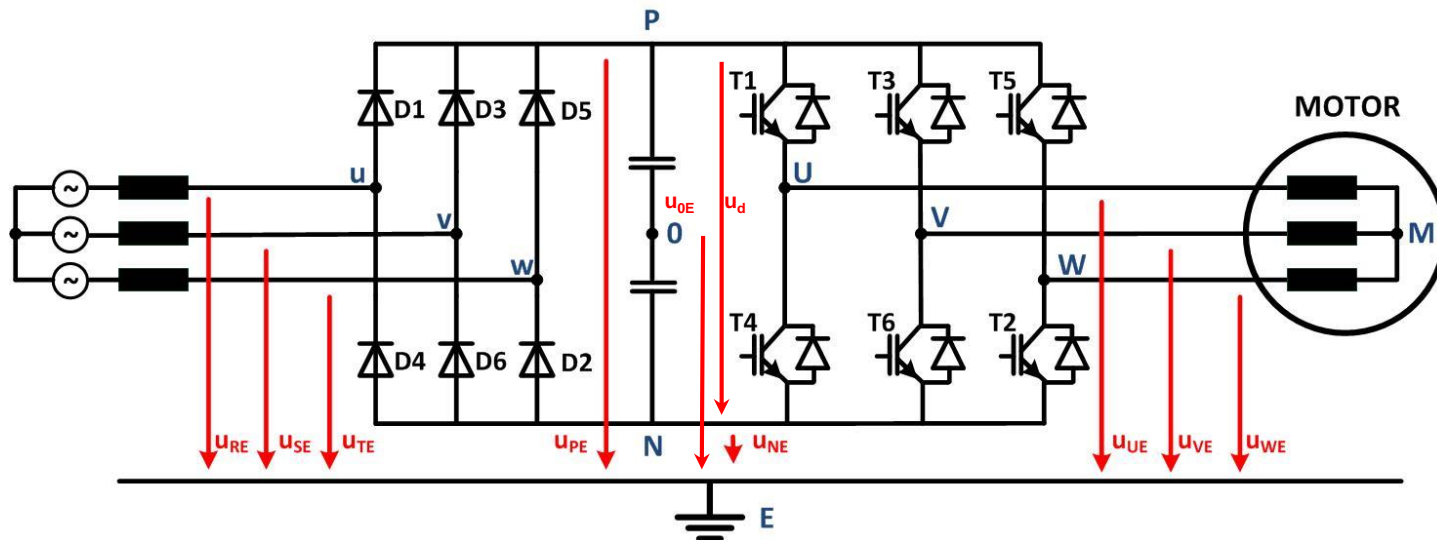 P
T1 T3 T5
D1 D3 D5
MOTOR
~
u
U
u0E ud
~
v
0
V
M
~
w
W
T4 T6 T2
D4 D6 D2
uRE uSE uTE uPE N uNE uUE uVE uWE
E